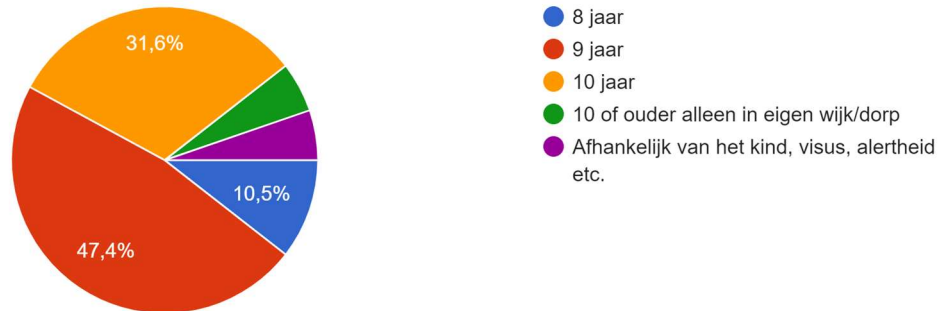 31,6%
10,5%
47,4%
8 jaar
9 jaar
10 jaar
10 of ouder alleen in eigen wijk/dorp
Afhankelijk van het kind, visus, alertheid
etc.